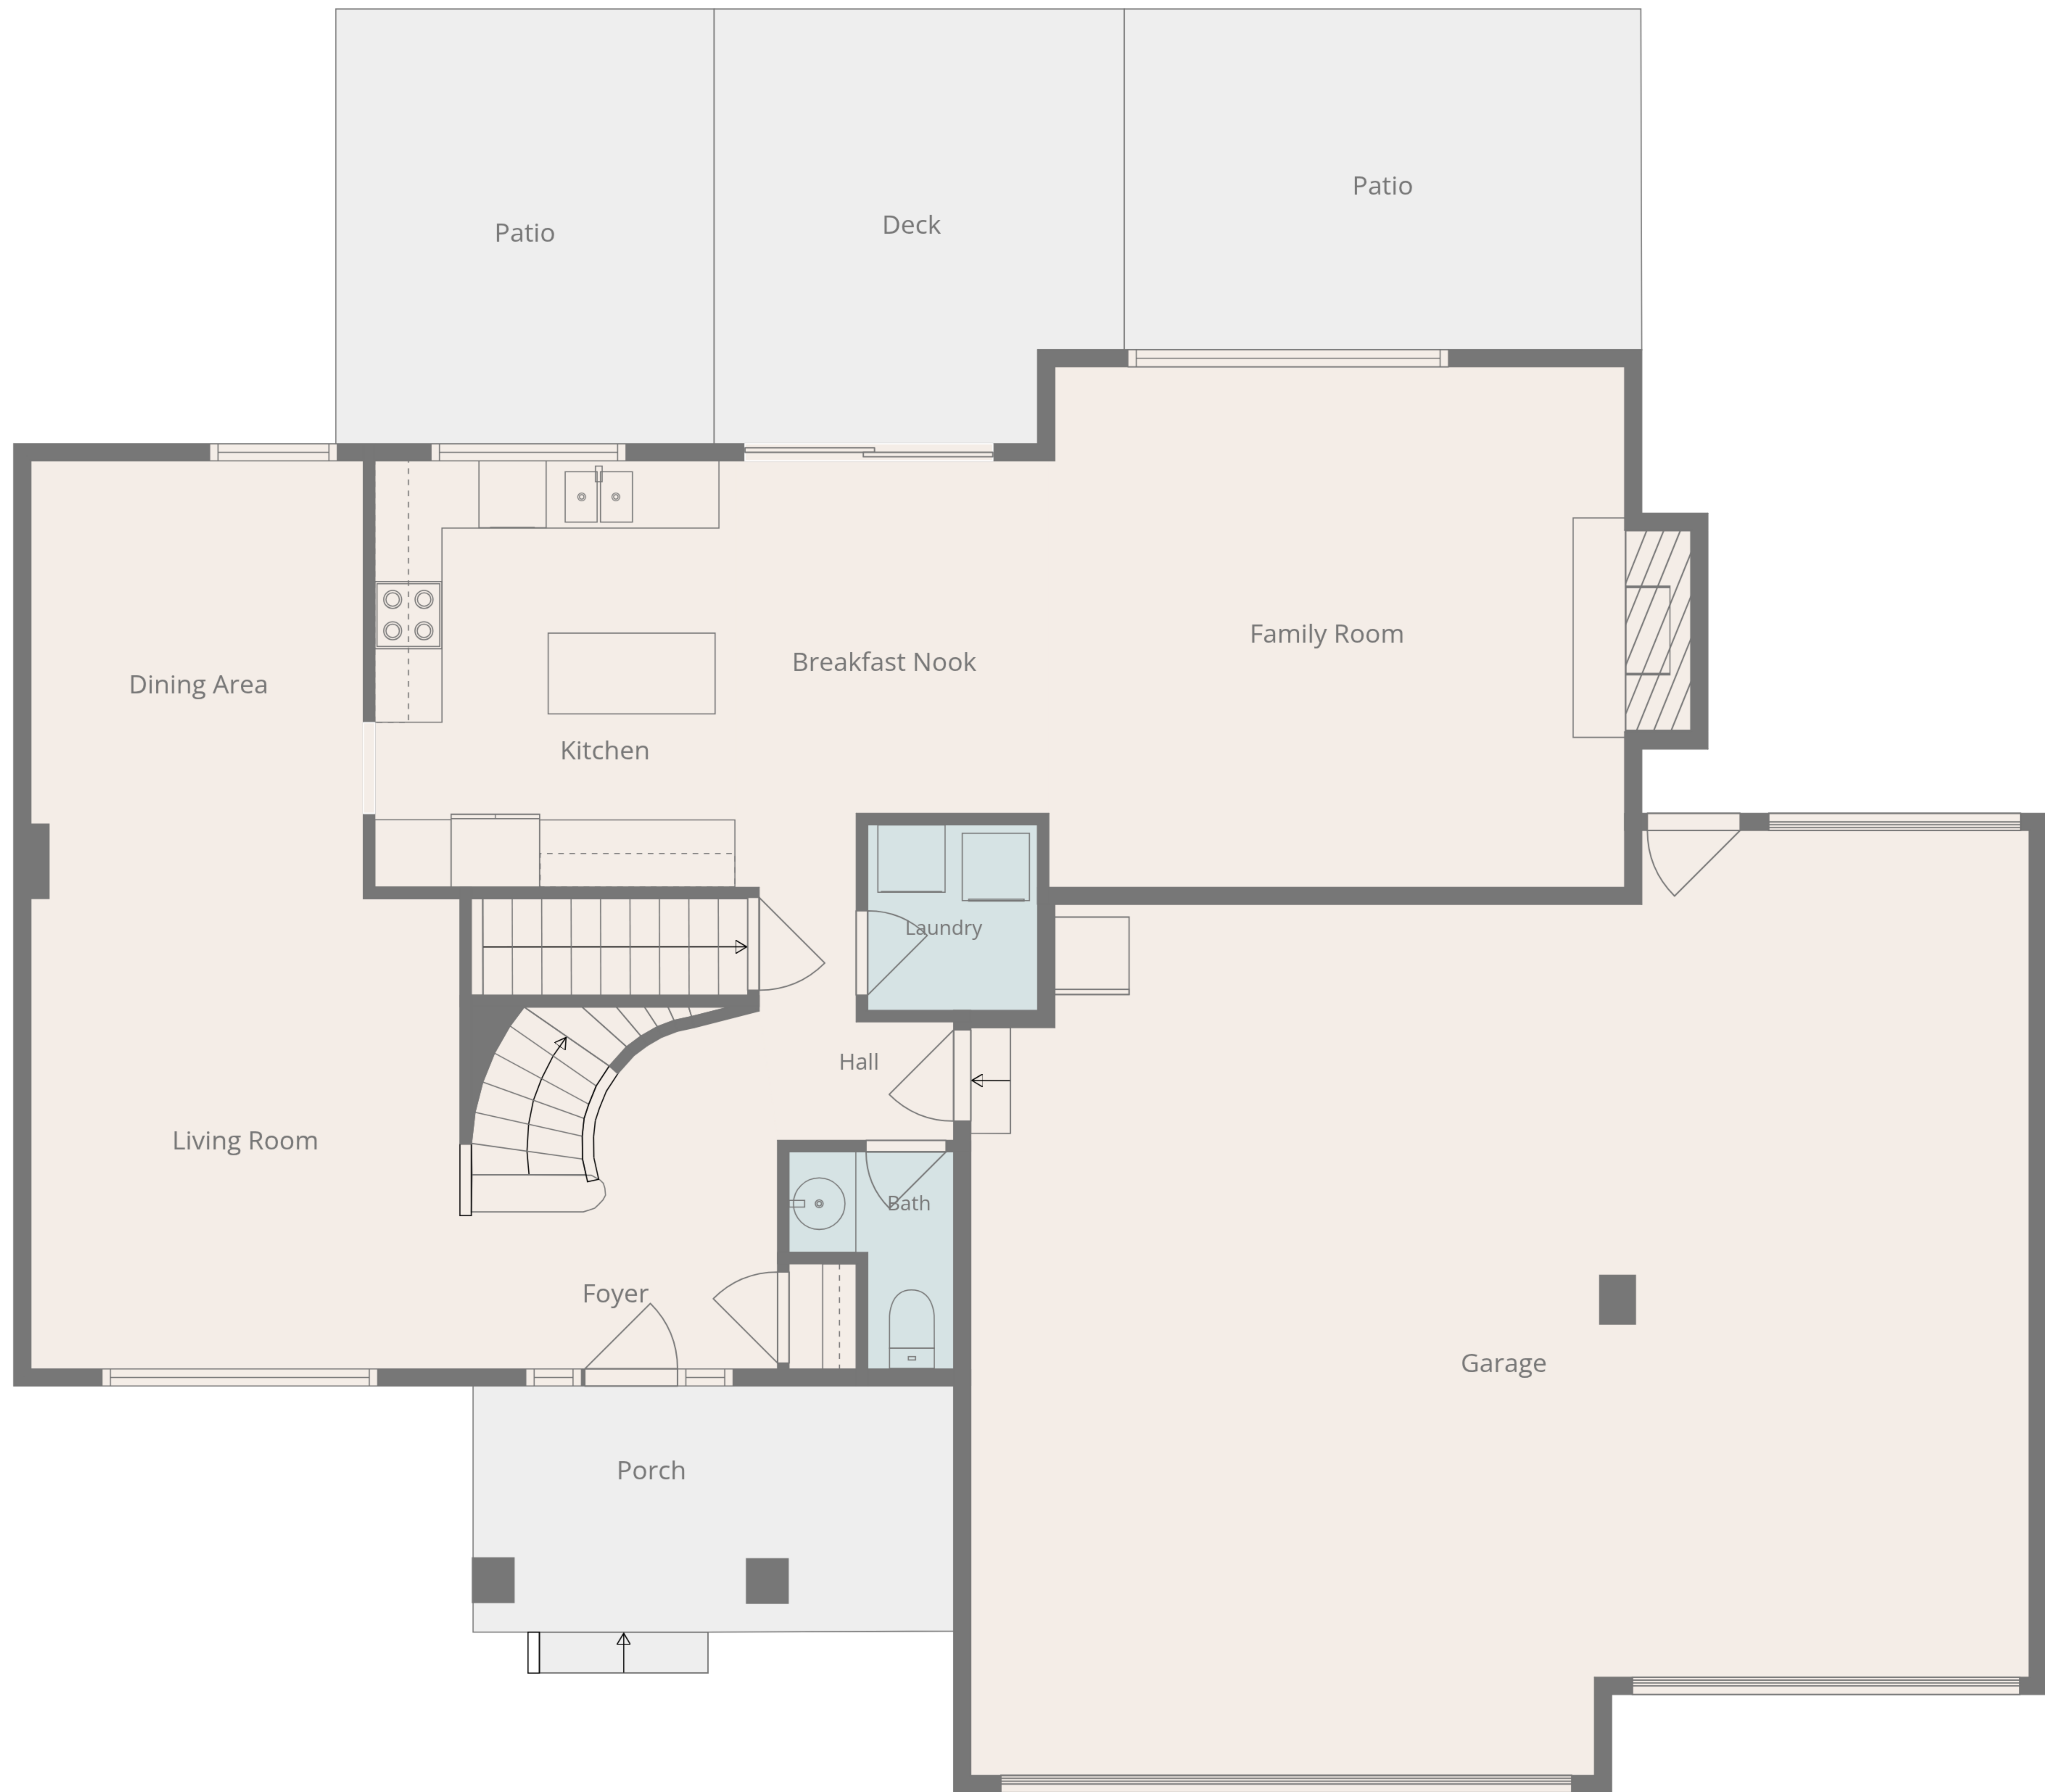 Patio
Deck
Patio
Family Room
Breakfast Nook
Dining Area
Kitchen
Laundry
Hall
Living Room
Bath
Foyer
Garage
Porch